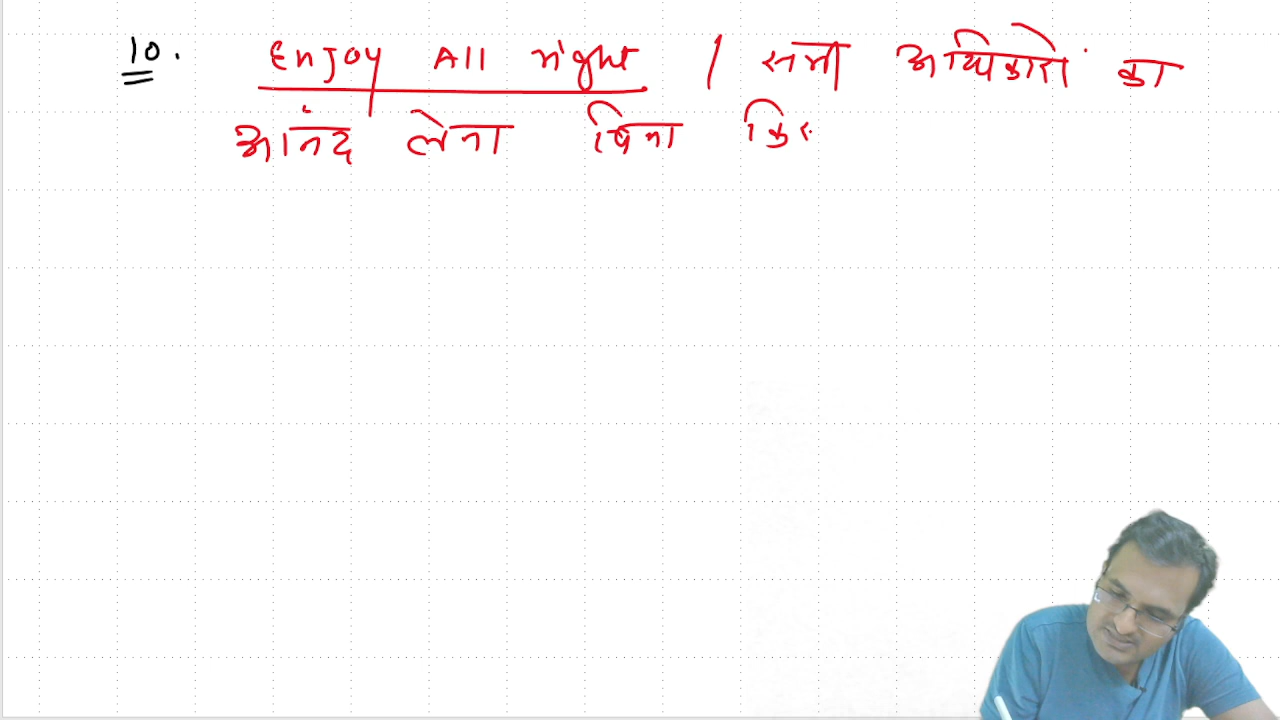 10. Enjoy All right / सभी अधिकारों का
आनंद लेना बिना